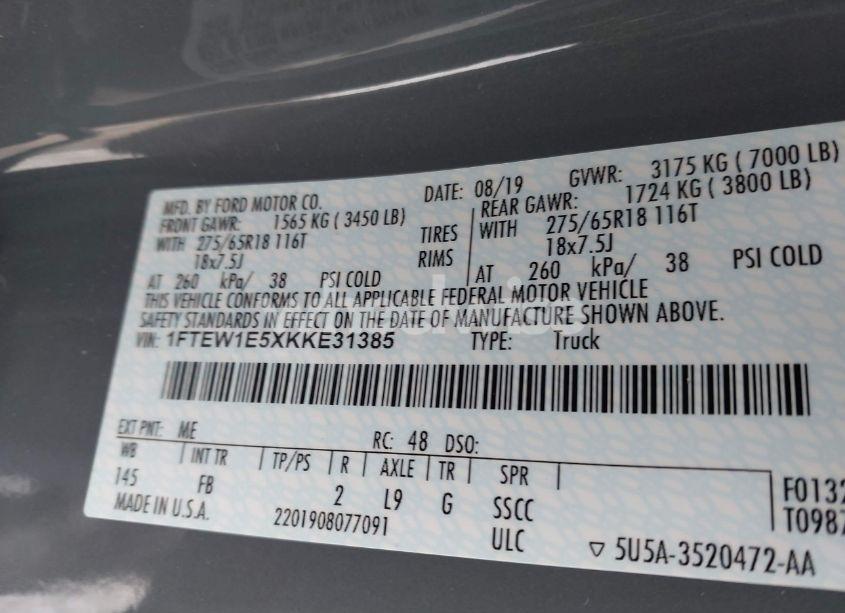 MFD. BY FORD MOTOR CO. DATE: 08/19 GVWR: 3175 KG ( 7000 LB)
FRONT GAWR: 1565 KG ( 3450 LB) REAR GAWR: 1724 KG ( 3800 LB)
WITH 275/65R18 116T TIRES WITH 275/65R18 116T
18x7.5J RIMS 18x7.5J
AT 260 kPa/ 38 PSI COLD AT 260 kPa/ 38 PSI COLD
THIS VEHICLE CONFORMS TO ALL APPLICABLE FEDERAL MOTOR VEHICLE
SAFETY STANDARDS IN EFFECT ON THE DATE OF MANUFACTURE SHOWN ABOVE.
VIN: 1FTEW1E5XKKE31385 TYPE: Truck
EXT PNT: ME RC: 48 DSO:
WB INT TR TP/PS R AXLE TR SPR
145 FB 2 L9 G SSCC F0132
MADE IN U.S.A. 2201908077091 ULC T0987
▽ 5U5A-3520472-AA